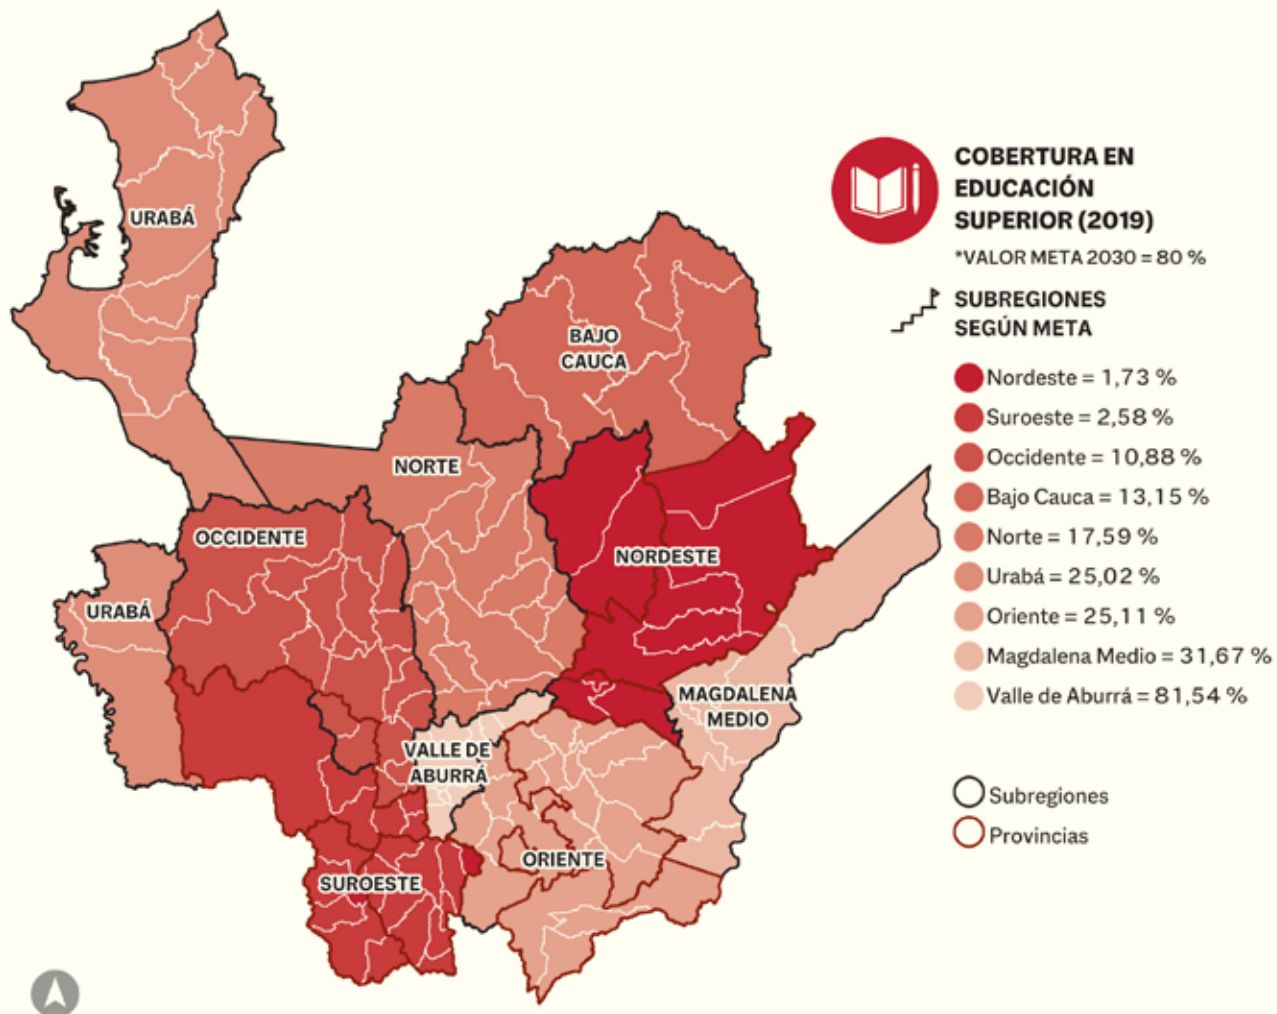 COBERTURA EN
EDUCACIÓN
SUPERIOR (2019)
*VALOR META 2030 = 80 %
SUBREGIONES
SEGÚN META
Nordeste = 1,73 %
Suroeste = 2,58 %
Occidente = 10,88 %
Bajo Cauca = 13,15 %
Norte = 17,59 %
Urabá = 25,02 %
Oriente = 25,11 %
Magdalena Medio = 31,67 %
Valle de Aburrá = 81,54 %
Subregiones
Provincias
URABÁ
BAJO
CAUCA
NORTE
OCCIDENTE
NORDESTE
URABÁ
MAGDALENA
MEDIO
VALLE DE
ABURRÁ
ORIENTE
SUROESTE